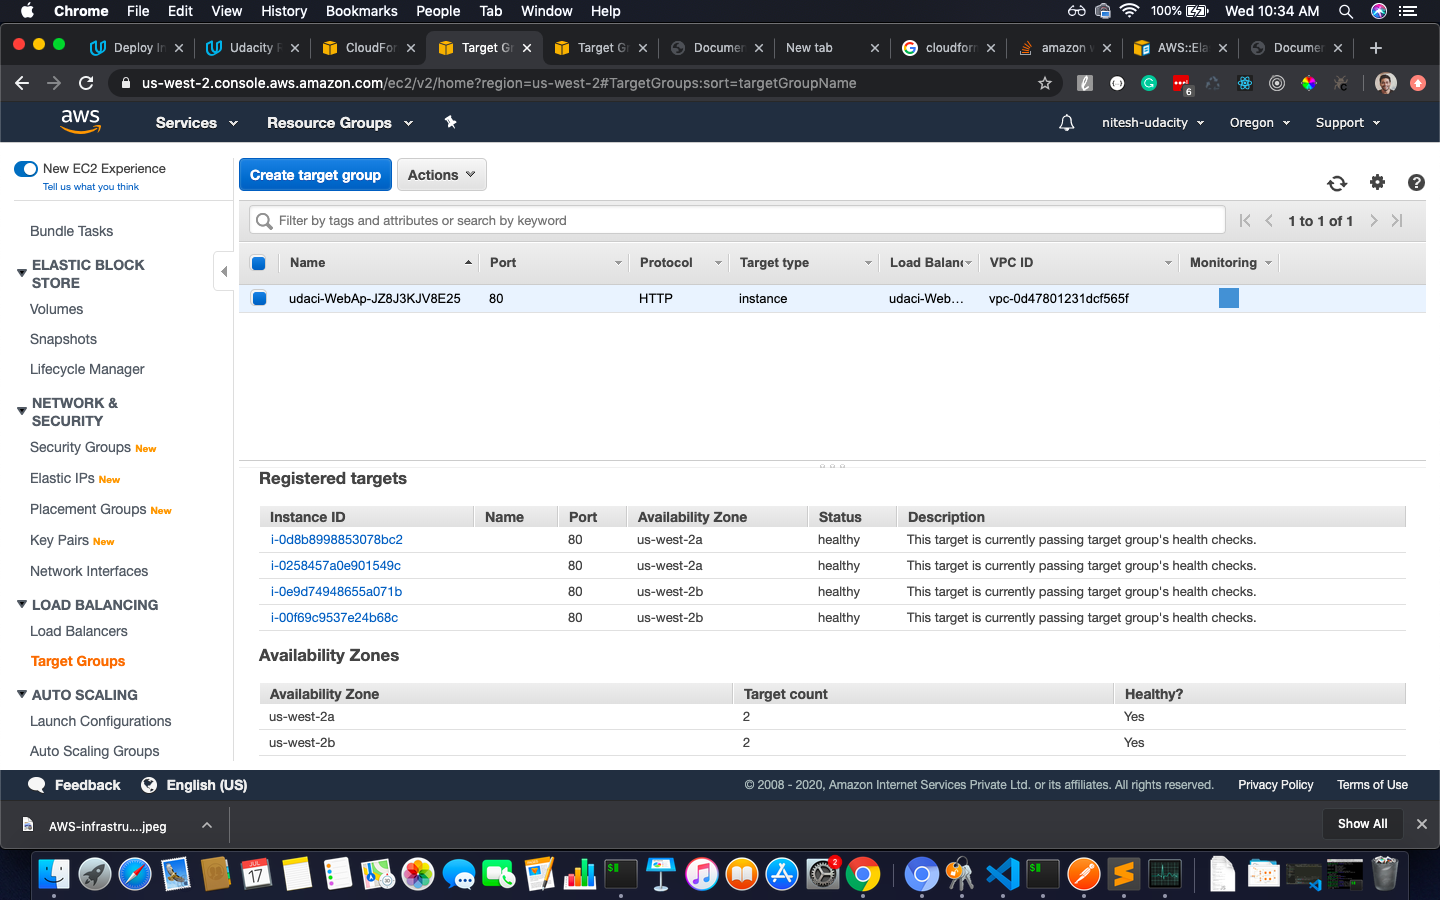 Chrome File Edit View History Bookmarks People Tab Window Help 100% Wed 10:34 AM
Deploy In Udacity F CloudFor Target Gr Target Gr Documen New tab cloudforn amazon w AWS::Elas Documen
us-west-2.console.aws.amazon.com/ec2/v2/home?region=us-west-2#TargetGroups:sort=targetGroupName
6
aws Services Resource Groups nitesh-udacity Oregon Support
New EC2 Experience
Tell us what you think
Bundle Tasks
ELASTIC BLOCK
STORE
Volumes
Snapshots
Lifecycle Manager
NETWORK &
SECURITY
Security Groups New
Elastic IPs New
Placement Groups New
Key Pairs New
Network Interfaces
LOAD BALANCING
Load Balancers
Target Groups
AUTO SCALING
Launch Configurations
Auto Scaling Groups
Create target group Actions
Filter by tags and attributes or search by keyword 1 to 1 of 1
Name Port Protocol Target type Load Balanc VPC ID Monitoring
udaci-WebAp-JZ8J3KJV8E25 80 HTTP instance udaci-Web... vpc-0d47801231dcf565f
Registered targets
Instance ID Name Port Availability Zone Status Description
i-0d8b8998853078bc2 80 us-west-2a healthy This target is currently passing target group's health checks.
i-0258457a0e901549c 80 us-west-2a healthy This target is currently passing target group's health checks.
i-0e9d74948655a071b 80 us-west-2b healthy This target is currently passing target group's health checks.
i-00f69c9537e24b68c 80 us-west-2b healthy This target is currently passing target group's health checks.
Availability Zones
Availability Zone Target count Healthy?
us-west-2a 2 Yes
us-west-2b 2 Yes
Feedback English (US) © 2008 - 2020, Amazon Internet Services Private Ltd. or its affiliates. All rights reserved. Privacy Policy Terms of Use
AWS-infrastru....jpeg Show All
JUL
17
2